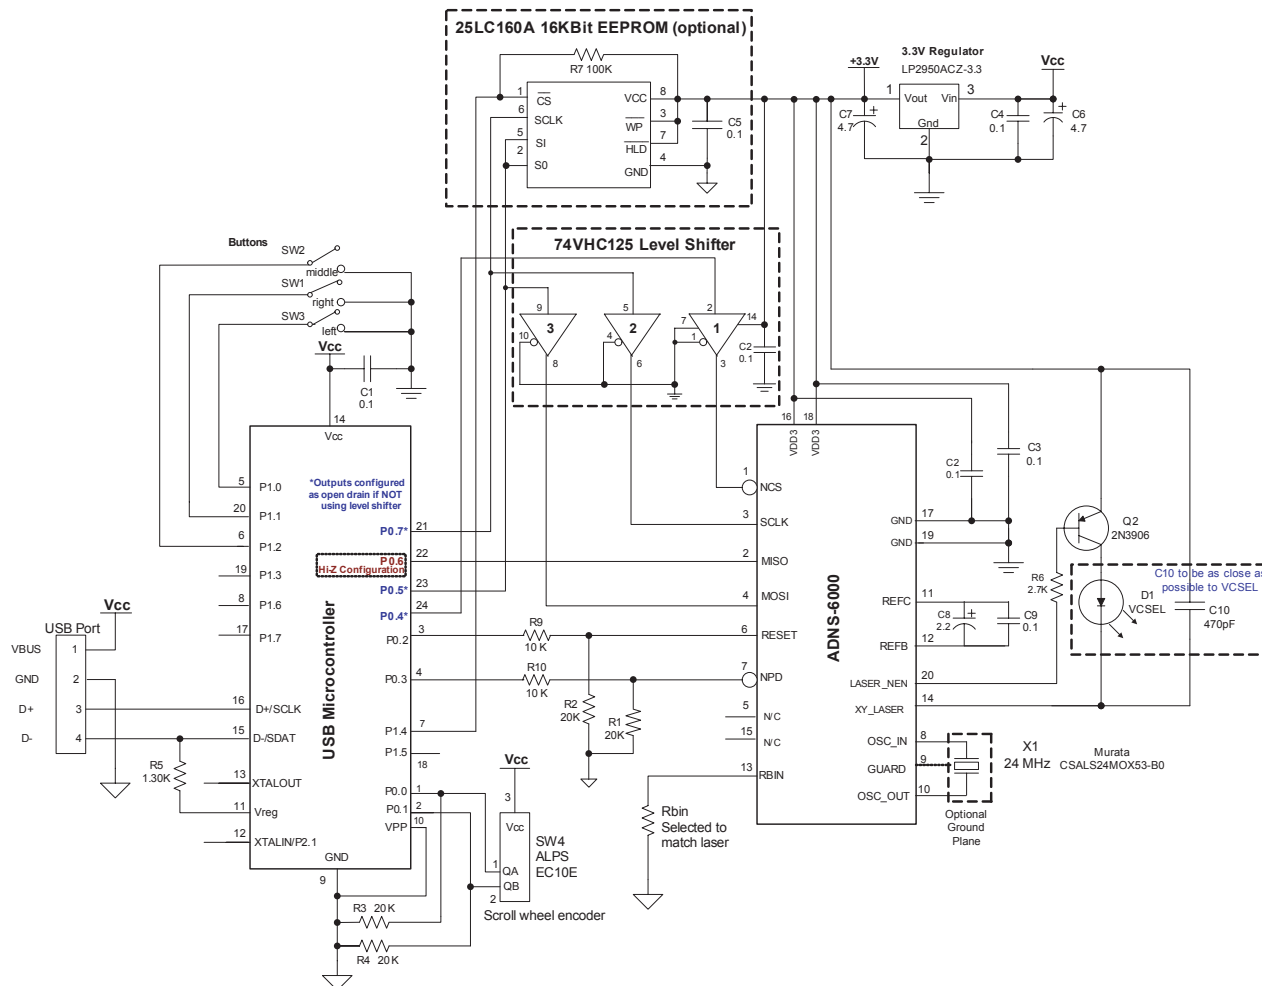 25LC160A 16KBit EEPROM (optional)
R7 100K
1
CS
6
SCLK
5
SI
2
S0
VCC
8
WP
3
HLD
7
GND
4
C5
0.1
+3.3V
3.3V Regulator
LP2950ACZ-3.3
Vcc
1
Vout
Vin
3
Gnd
2
C7
4.7
+
C4
0.1
C6
4.7
+
74VHC125 Level Shifter
9
10
3
8
5
4
2
6
2
7
1
1
14
3
C2
0.1
Buttons
SW2
middle
SW1
right
SW3
left
Vcc
C1
0.1
14
Vcc
5
P1.0
20
P1.1
6
P1.2
19
P1.3
8
P1.6
17
P1.7
16
D+/SCLK
15
D-/SDAT
13
XTALOUT
11
Vreg
12
XTALIN/P2.1
GND
9
USB Microcontroller
*Outputs configured
as open drain if NOT
using level shifter
P0.7*
21
P0.6
Hi-Z Configuration
22
P0.5*
23
P0.4*
24
P0.2
3
P0.3
4
P1.4
7
P1.5
18
P0.0
1
P0.1
2
VPP
10
Vcc
USB Port
VBUS
1
GND
2
D+
3
D-
4
R5
1.30K
R3 20K
R4 20K
R9
10 K
R10
10 K
R2
20K
R1
20K
Vcc
3
Vcc
1
QA
QB
2
SW4
ALPS
EC10E
Scroll wheel encoder
16
VDD3
18
VDD3
ADNS-6000
1
NCS
3
SCLK
2
MISO
4
MOSI
6
RESET
7
NPD
5
N/C
15
N/C
13
RBIN
Rbin
Selected to
match laser
GND
17
GND
19
REFC
11
REFB
12
LASER_NEN
20
XY_LASER
14
OSC_IN
8
GUARD
9
OSC_OUT
10
C2
0.1
C3
0.1
C8
2.2
+
C9
0.1
R6
2.7K
Q2
2N3906
C10 to be as close as
possible to VCSEL
D1
VCSEL
C10
470pF
X1
24 MHz
Murata
CSALS24MOX53-B0
Optional
Ground
Plane